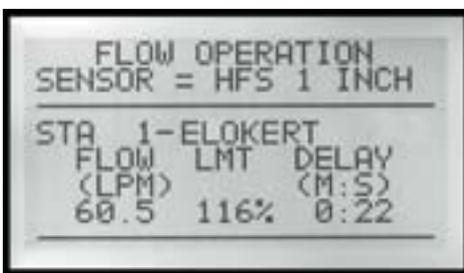 FLOW OPERATION
SENSOR = HFS 1 INCH
STA 1-ELOKERT
FLOW LMT DELAY
(LPM) (M:S)
60.5 116% 0:22